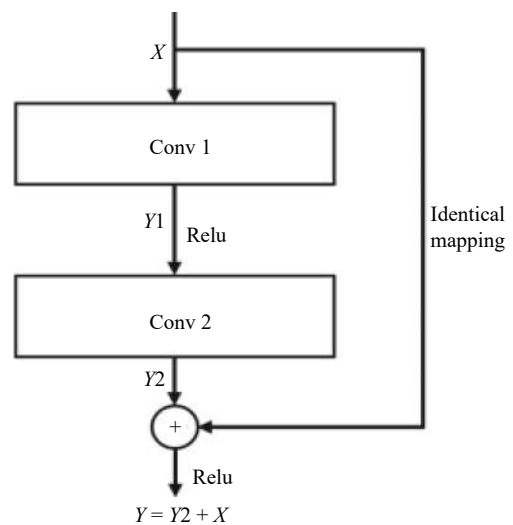 X
Conv 1
Y1
Relu
Identical
mapping
Conv 2
Y2
+
Relu
Y = Y2 + X